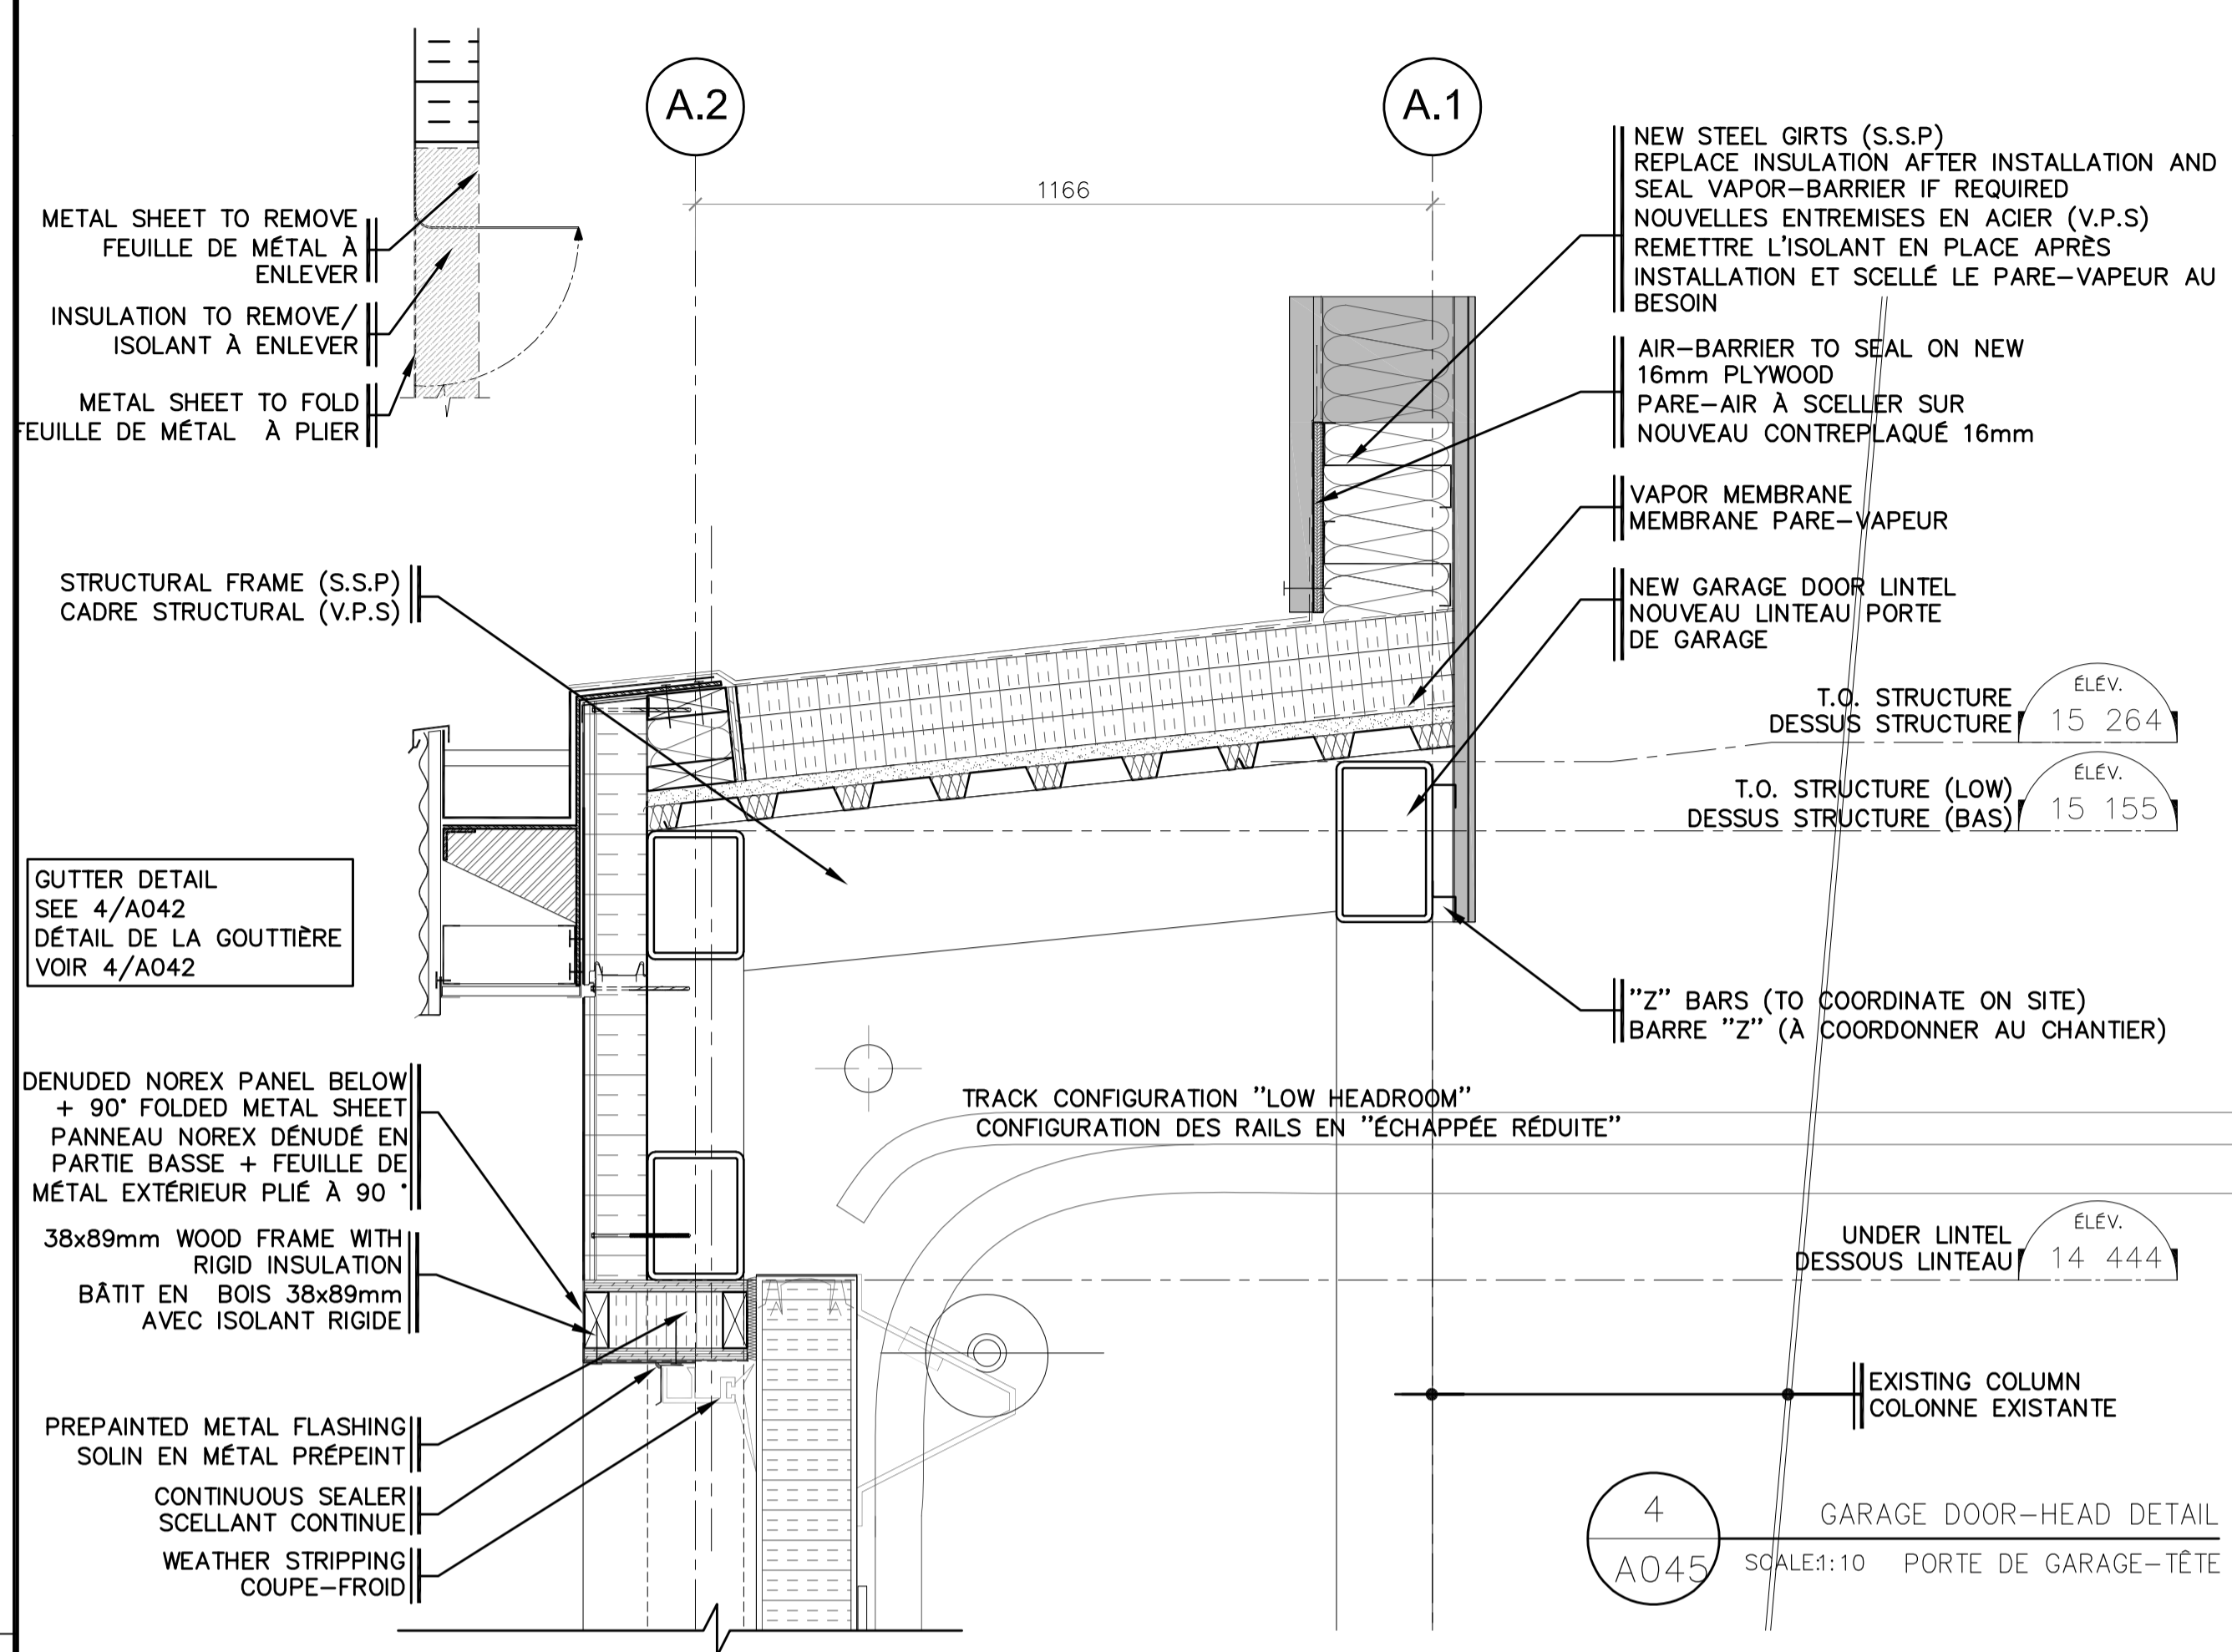 A.2
A.1
1166
METAL SHEET TO REMOVE
FEUILLE DE MÉTAL À
ENLEVER
INSULATION TO REMOVE/
ISOLANT À ENLEVER
METAL SHEET TO FOLD
FEUILLE DE MÉTAL À PLIER
STRUCTURAL FRAME (S.S.P)
CADRE STRUCTURAL (V.P.S)
GUTTER DETAIL
SEE 4/A042
DÉTAIL DE LA GOUTTIÈRE
VOIR 4/A042
DENUDED NOREX PANEL BELOW
+ 90° FOLDED METAL SHEET
PANNEAU NOREX DÉNUDÉ EN
PARTIE BASSE + FEUILLE DE
MÉTAL EXTÉRIEUR PLIÉ À 90 °
38x89mm WOOD FRAME WITH
RIGID INSULATION
BÂTIT EN BOIS 38x89mm
AVEC ISOLANT RIGIDE
PREPAINTED METAL FLASHING
SOLIN EN MÉTAL PRÉPEINT
CONTINUOUS SEALER
SCELLANT CONTINUE
WEATHER STRIPPING
COUPE-FROID
NEW STEEL GIRTS (S.S.P)
REPLACE INSULATION AFTER INSTALLATION AND
SEAL VAPOR-BARRIER IF REQUIRED
NOUVELLES ENTREMISES EN ACIER (V.P.S)
REMETTRE L'ISOLANT EN PLACE APRÈS
INSTALLATION ET SCELLÉ LE PARE-VAPEUR AU
BESOIN
AIR-BARRIER TO SEAL ON NEW
16mm PLYWOOD
PARE-AIR À SCELLER SUR
NOUVEAU CONTREPLAQUÉ 16mm
VAPOR MEMBRANE
MEMBRANE PARE-VAPEUR
NEW GARAGE DOOR LINTEL
NOUVEAU LINTEAU PORTE
DE GARAGE
T.O. STRUCTURE
DESSUS STRUCTURE
ÉLÉV.
15 264
T.O. STRUCTURE (LOW)
DESSUS STRUCTURE (BAS)
ÉLÉV.
15 155
"Z" BARS (TO COORDINATE ON SITE)
BARRE "Z" (À COORDONNER AU CHANTIER)
TRACK CONFIGURATION "LOW HEADROOM"
CONFIGURATION DES RAILS EN "ÉCHAPPÉE RÉDUITE"
UNDER LINTEL
DESSOUS LINTEAU
ÉLÉV.
14 444
EXISTING COLUMN
COLONNE EXISTANTE
4
A045
GARAGE DOOR-HEAD DETAIL
SCALE:1:10 PORTE DE GARAGE-TÊTE